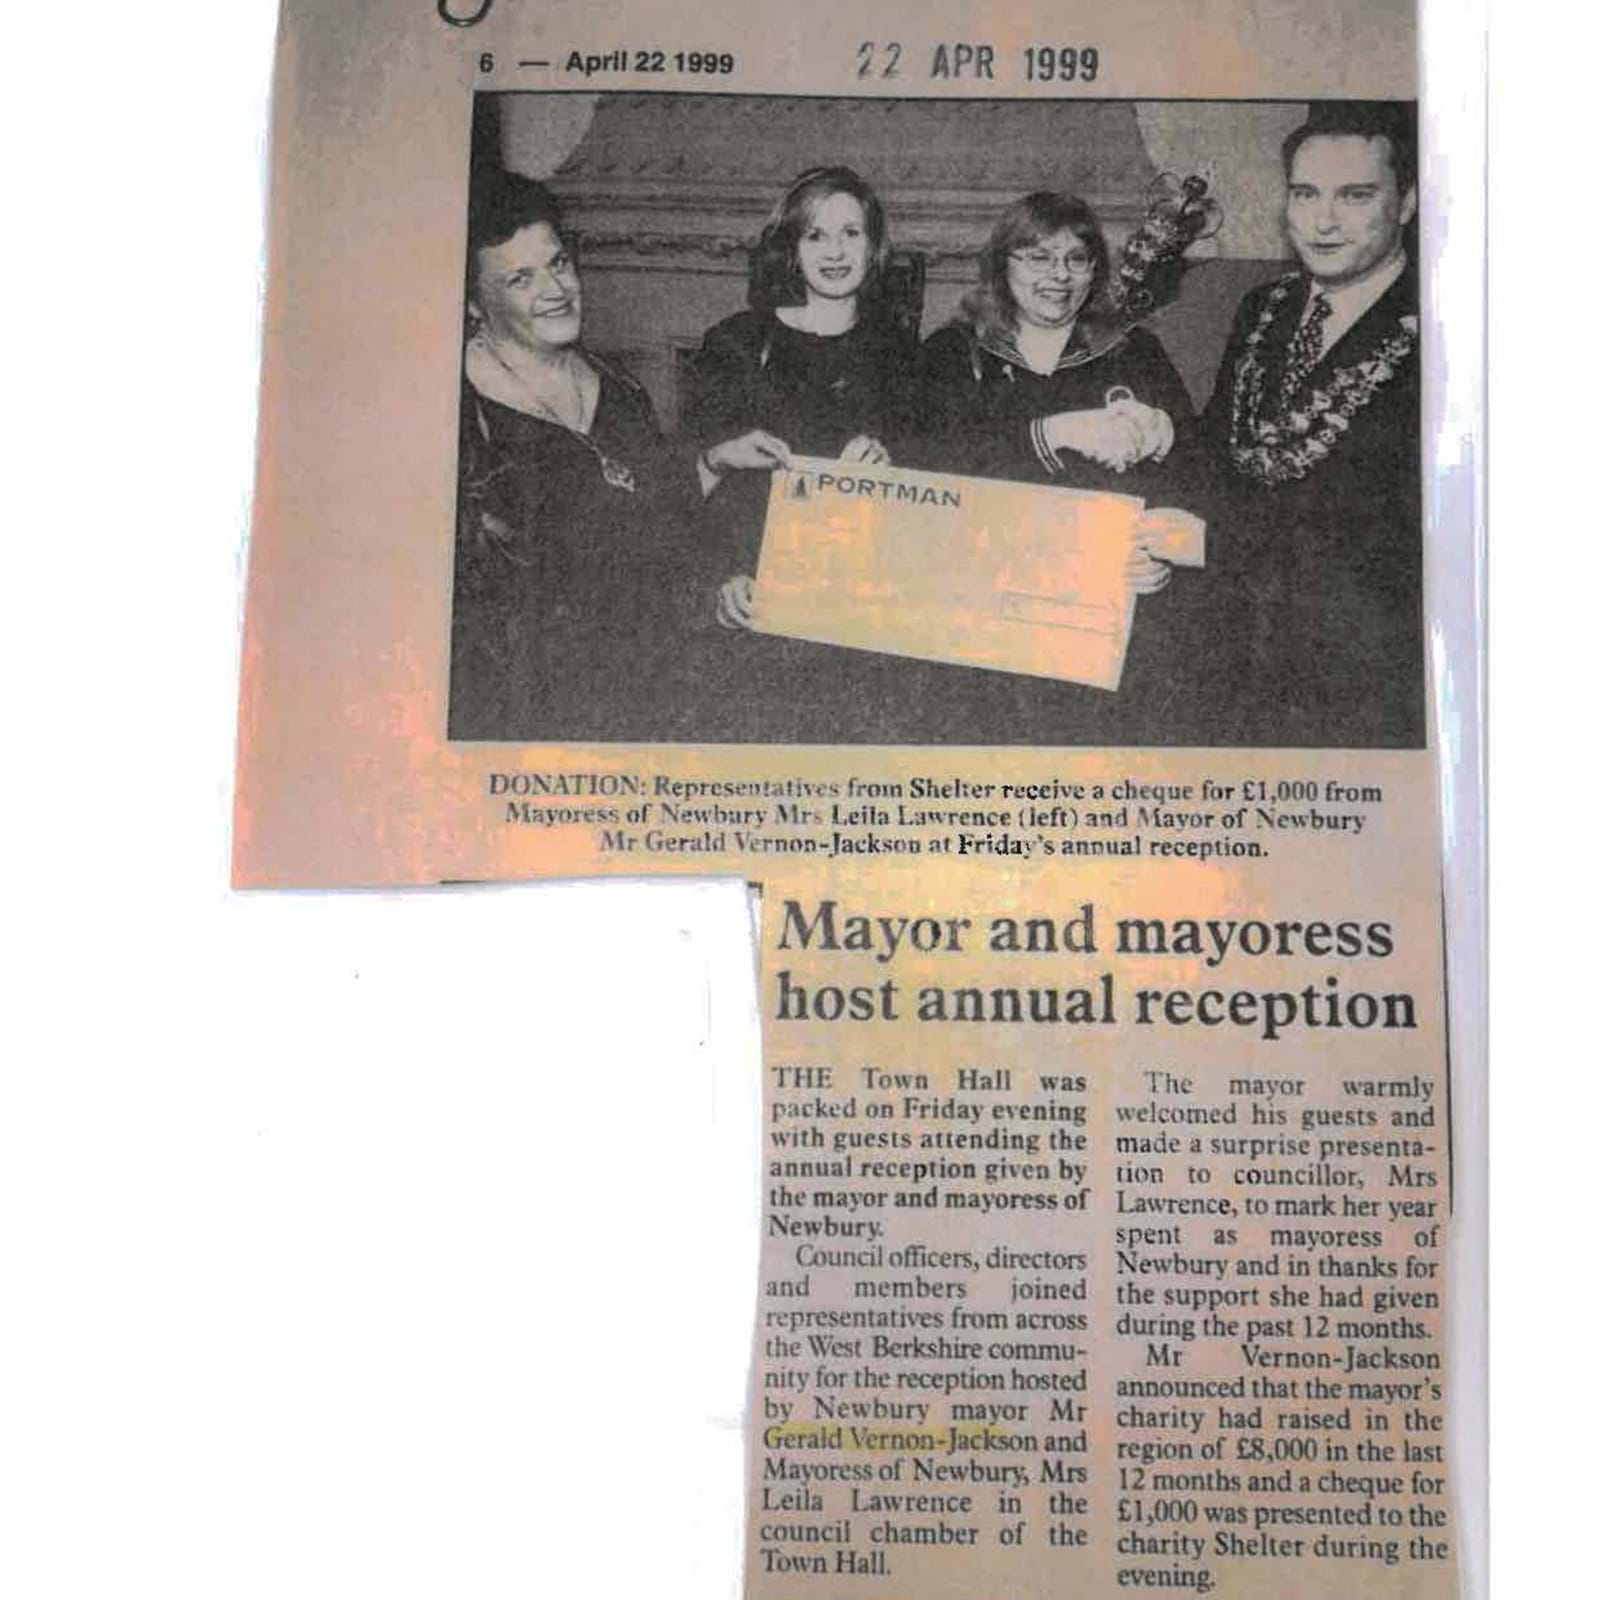 6 — April 22 1999
22 APR 1999
PORTMAN
DONATION: Representatives from Shelter receive a cheque for £1,000 from
Mayoress of Newbury Mrs Leila Lawrence (left) and Mayor of Newbury
Mr Gerald Vernon-Jackson at Friday's annual reception.
Mayor and mayoress
host annual reception
THE Town Hall was
packed on Friday evening
with guests attending the
annual reception given by
the mayor and mayoress of
Newbury.
Council officers, directors
and members joined
representatives from across
the West Berkshire commu-
nity for the reception hosted
by Newbury mayor Mr
Gerald Vernon-Jackson and
Mayoress of Newbury, Mrs
Leila Lawrence in the
council chamber of the
Town Hall.
The mayor warmly
welcomed his guests and
made a surprise presenta-
tion to councillor, Mrs
Lawrence, to mark her year
spent as mayoress of
Newbury and in thanks for
the support she had given
during the past 12 months.
Mr Vernon-Jackson
announced that the mayor's
charity had raised in the
region of £8,000 in the last
12 months and a cheque for
£1,000 was presented to the
charity Shelter during the
evening.